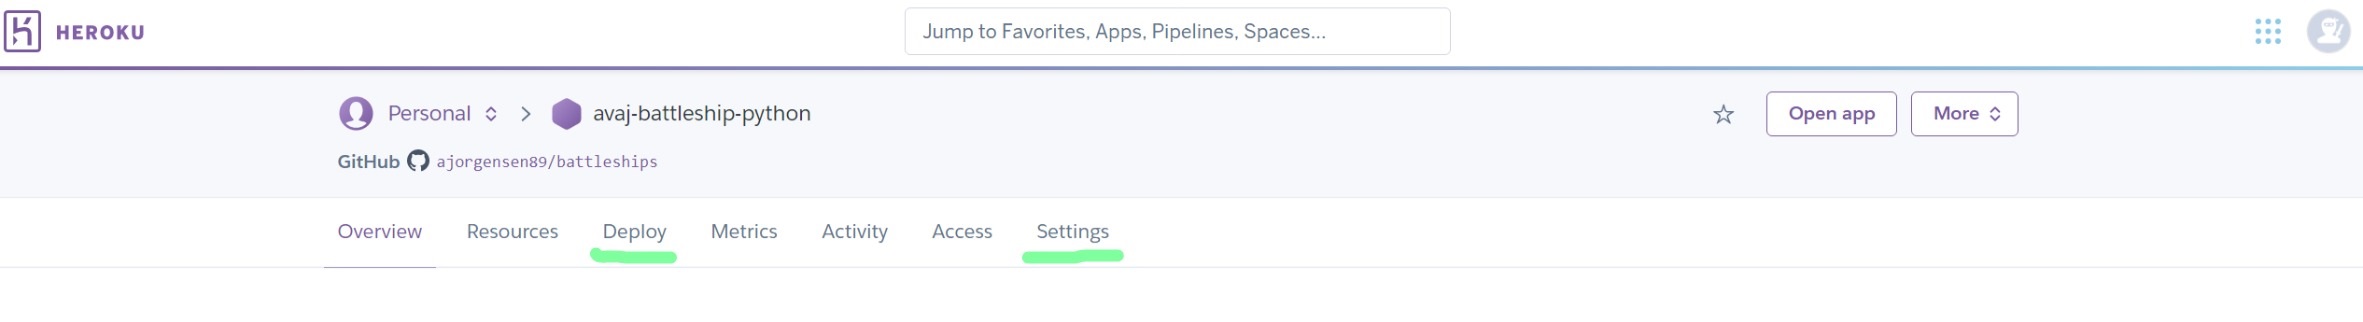 HEROKU
Jump to Favorites, Apps, Pipelines, Spaces...
Personal avaj-battleship-python Open app More
GitHub ajorgensen89/battleships
Overview Resources Deploy Metrics Activity Access Settings